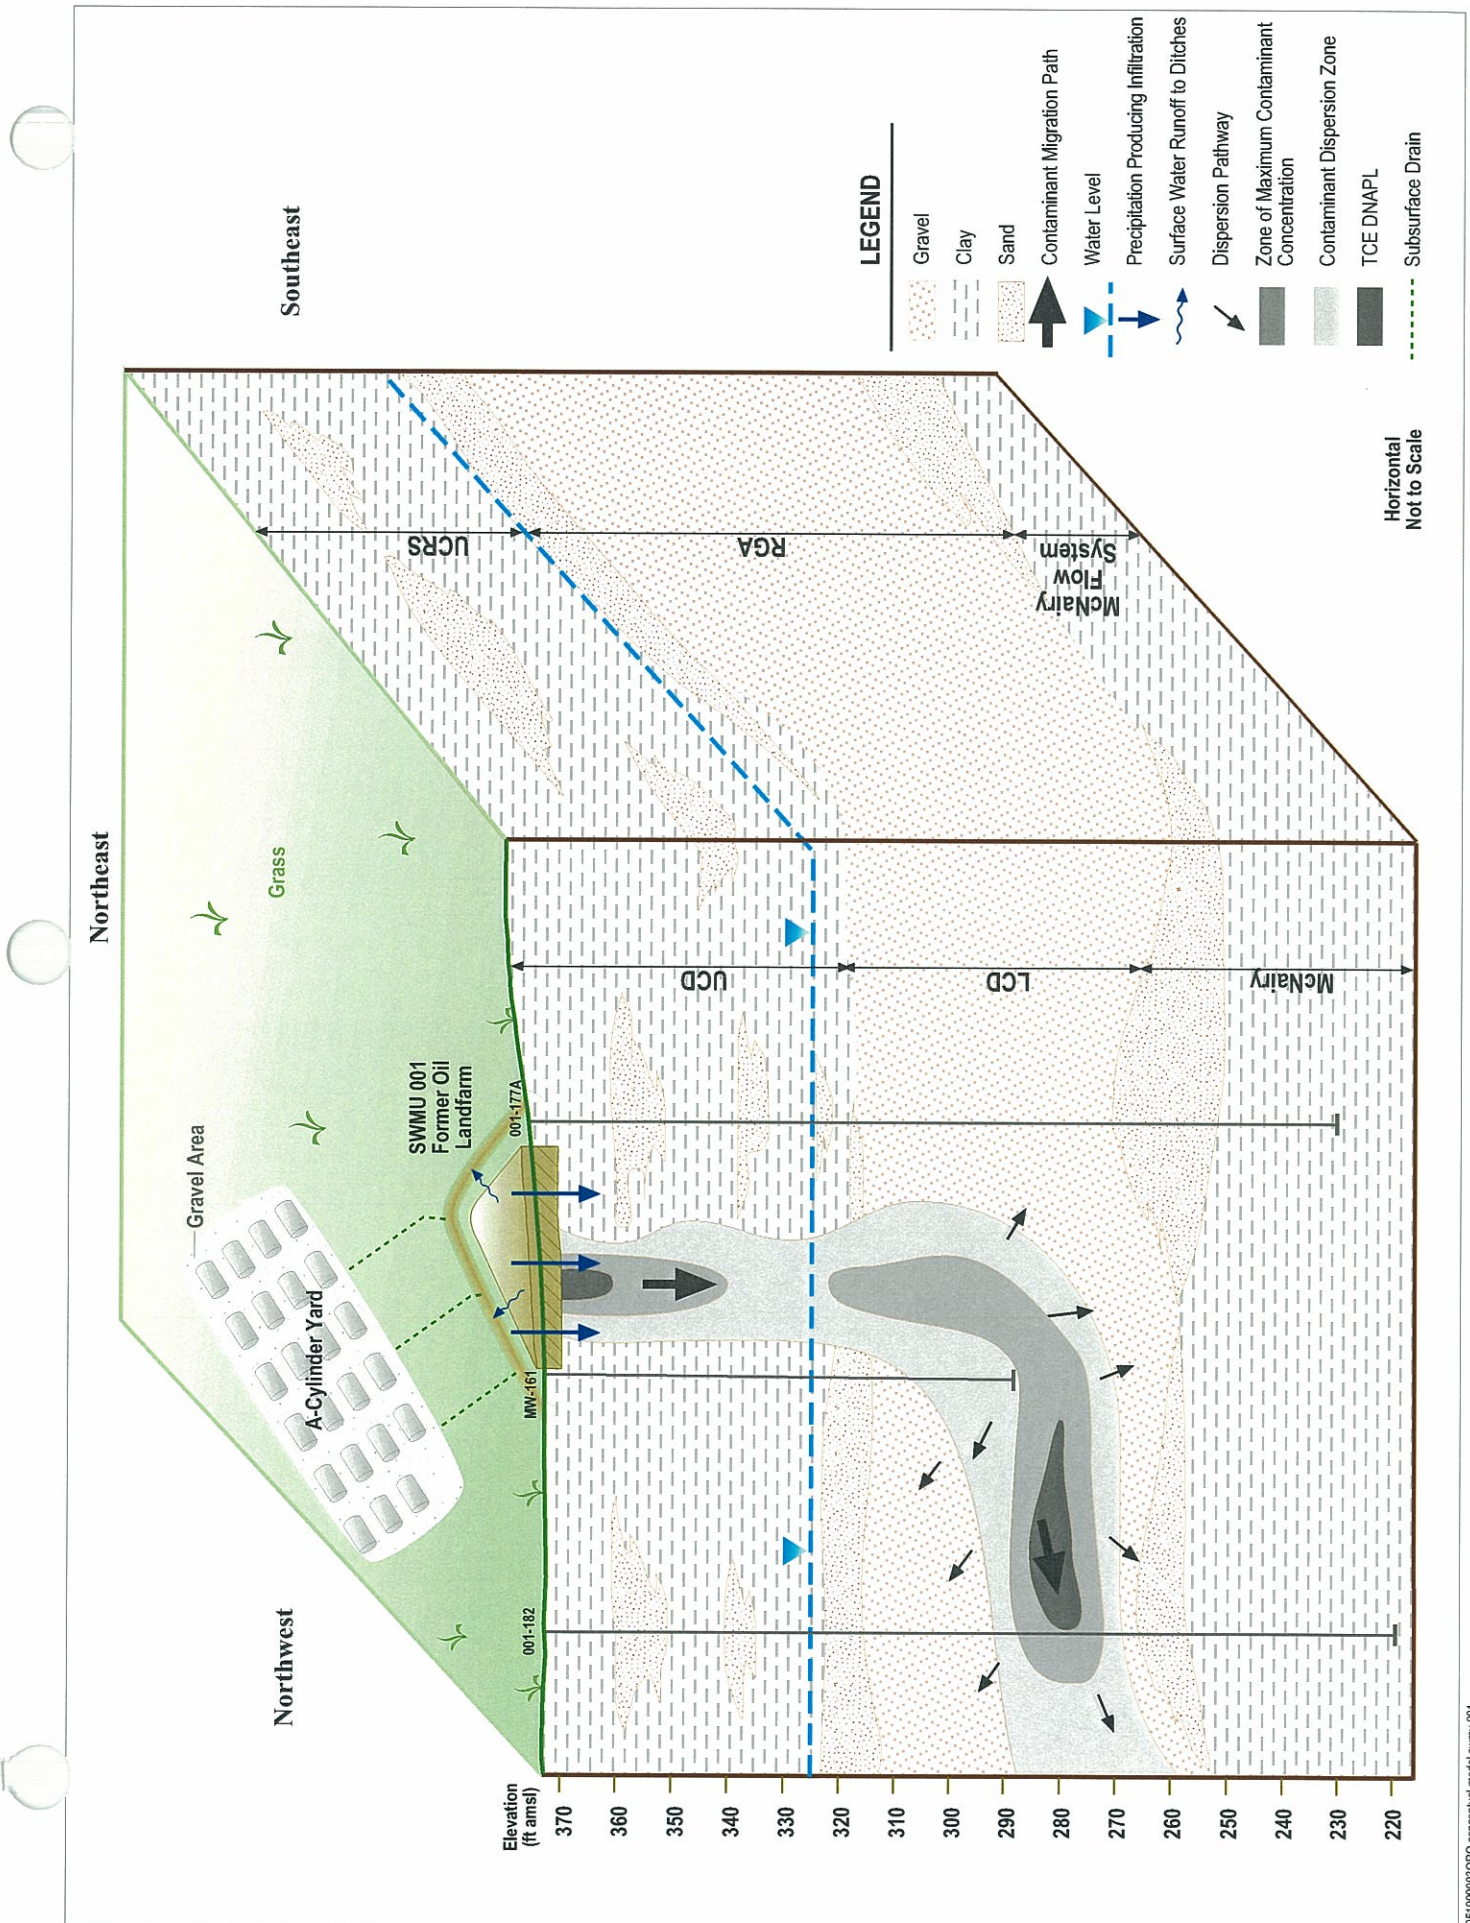 Northeast
Northwest
Southeast
Gravel Area
A-Cylinder Yard
Grass
SWMU 001
Former Oil
Landfarm
001-182
MW-161
001-177A
Elevation
(ft amsl)
370
360
350
340
330
320
310
300
290
280
270
260
250
240
230
220
UCD
LCD
McNairy
UCRS
RGA
McNairy
Flow
System
LEGEND
Gravel
Clay
Sand
Contaminant Migration Path
Water Level
Precipitation Producing Infiltration
Surface Water Runoff to Ditches
Dispersion Pathway
Zone of Maximum Contaminant
Concentration
Contaminant Dispersion Zone
TCE DNAPL
Subsurface Drain
Horizontal
Not to Scale